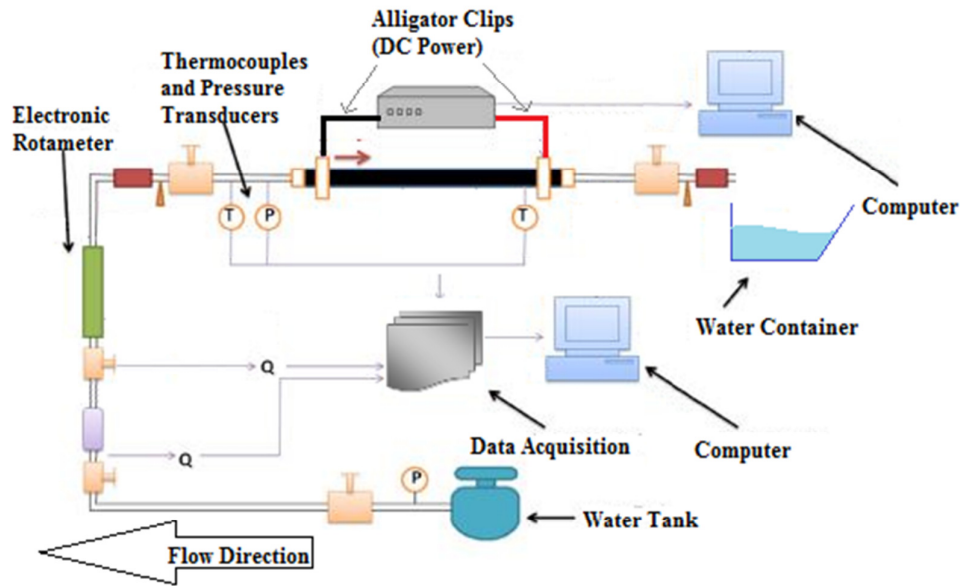 Alligator Clips
(DC Power)
Thermocouples
and Pressure
Transducers
Electronic
Rotameter
T
P
T
Computer
Water Container
Q
Q
Data Acquisition
Computer
P
Water Tank
Flow Direction